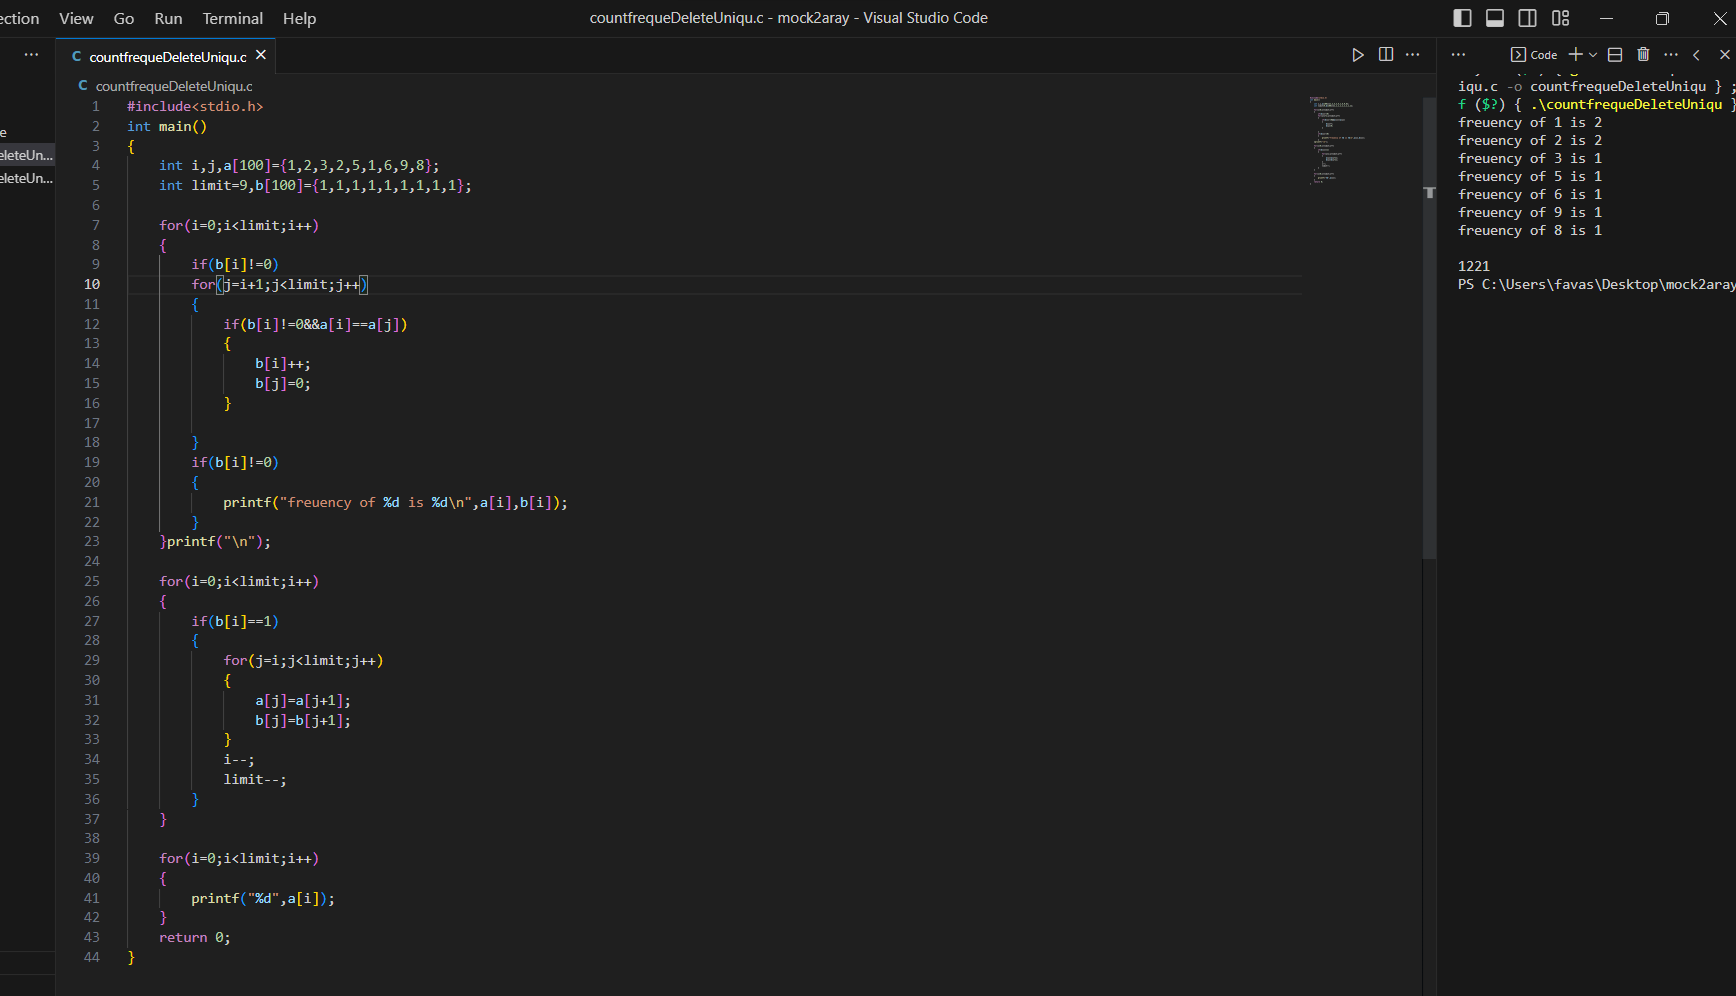 ection View Go Run Terminal Help
countfrequeDeleteUniqu.c - mock2aray - Visual Studio Code
C countfrequeDeleteUniqu.c
Code
C countfrequeDeleteUniqu.c
e
eleteUn...
eleteUn...
1 #include<stdio.h>
2 int main()
3 {
4 int i,j,a[100]={1,2,3,2,5,1,6,9,8};
5 int limit=9,b[100]={1,1,1,1,1,1,1,1,1};
6
7 for(i=0;i<limit;i++)
8 {
9 if(b[i]!=0)
10 for(j=i+1;j<limit;j++)
11 {
12 if(b[i]!=0&&a[i]==a[j])
13 {
14 b[i]++;
15 b[j]=0;
16 }
17
18 }
19 if(b[i]!=0)
20 {
21 printf("freuency of %d is %d\n",a[i],b[i]);
22 }
23 }printf("\n");
24
25 for(i=0;i<limit;i++)
26 {
27 if(b[i]==1)
28 {
29 for(j=i;j<limit;j++)
30 {
31 a[j]=a[j+1];
32 b[j]=b[j+1];
33 }
34 i--;
35 limit--;
36 }
37 }
38
39 for(i=0;i<limit;i++)
40 {
41 printf("%d",a[i]);
42 }
43 return 0;
44 }
iqu.c -o countfrequeDeleteUniqu } ;
f ($?) { .\countfrequeDeleteUniqu }
freuency of 1 is 2
freuency of 2 is 2
freuency of 3 is 1
freuency of 5 is 1
freuency of 6 is 1
freuency of 9 is 1
freuency of 8 is 1
1221
PS C:\Users\favas\Desktop\mock2aray